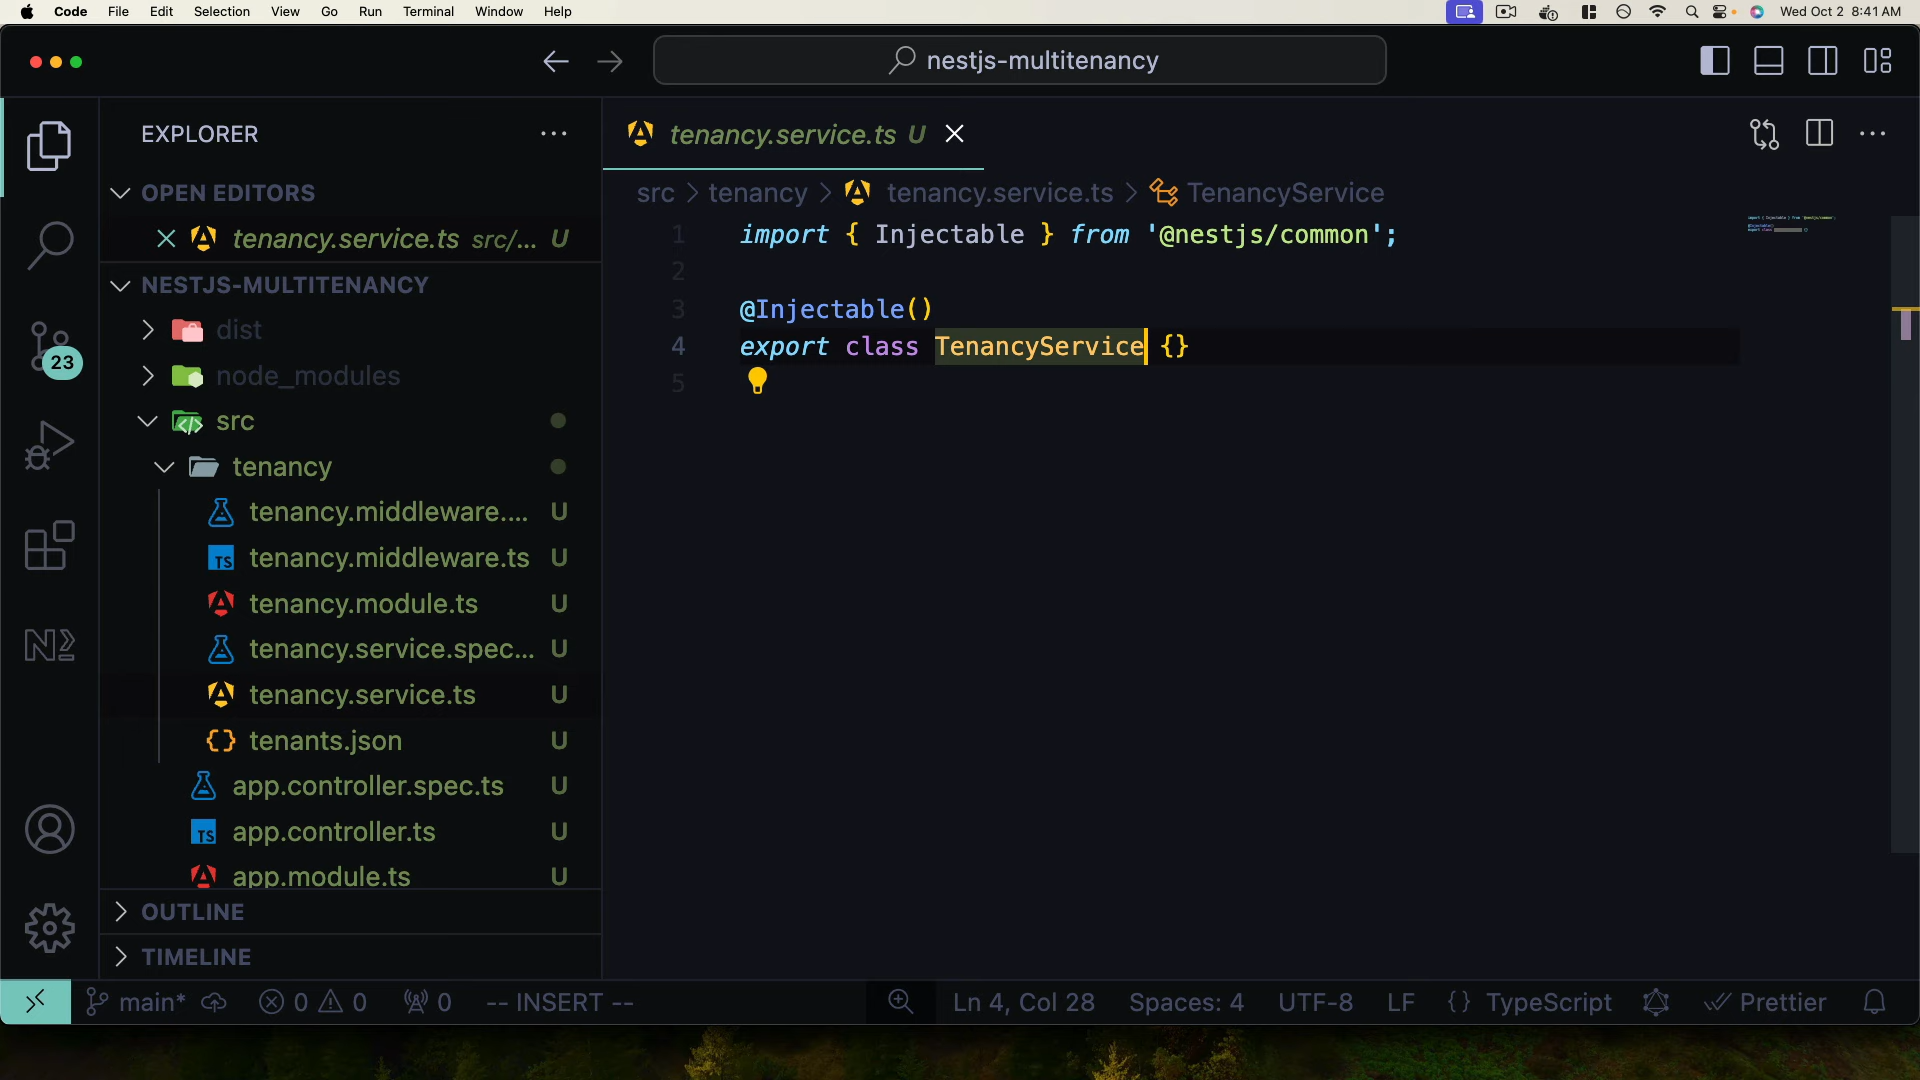 Code File Edit Selection View Go Run Terminal Window Help Wed Oct 2 8:41 AM
nestjs-multitenancy
EXPLORER
OPEN EDITORS
tenancy.service.ts src/... U
NESTJS-MULTITENANCY
dist
node_modules
src
tenancy
tenancy.middleware.... U
tenancy.middleware.ts U
tenancy.module.ts U
tenancy.service.spec... U
tenancy.service.ts U
tenants.json U
app.controller.spec.ts U
app.controller.ts U
app.module.ts U
OUTLINE
TIMELINE
23
tenancy.service.ts U
src > tenancy > tenancy.service.ts > TenancyService
1 import { Injectable } from '@nestjs/common';
2
3 @Injectable()
4 export class TenancyService {}
5
main* 0 0 0 -- INSERT -- Ln 4, Col 28 Spaces: 4 UTF-8 LF {} TypeScript Prettier